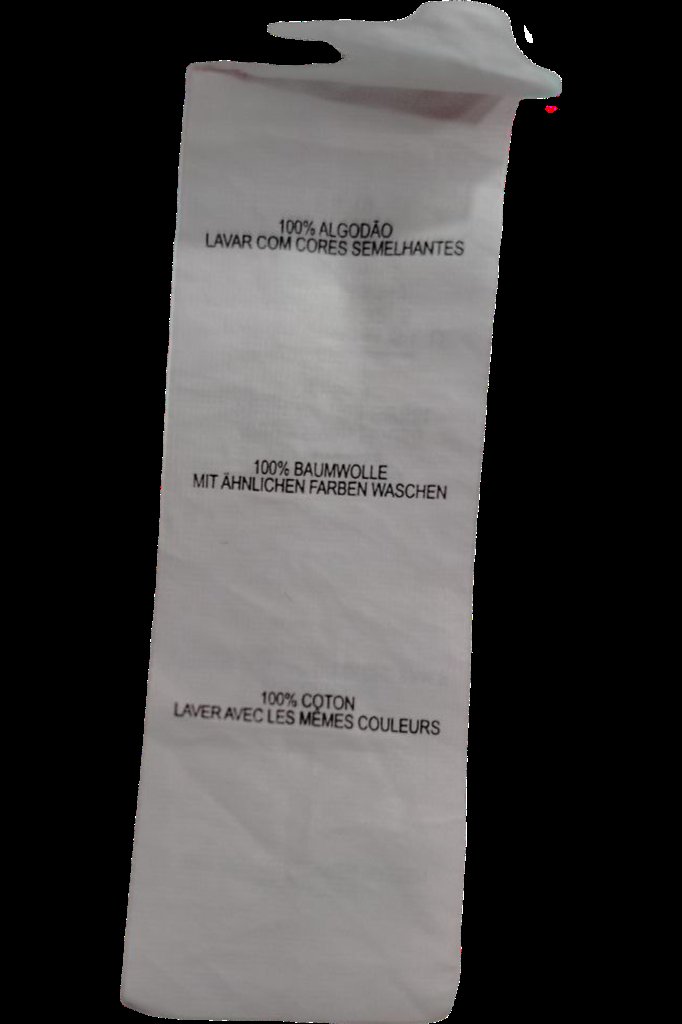 100% ALGODÃO
LAVAR COM CORES SEMELHANTES
100% BAUMWOLLE
MIT ÄHNLICHEN FARBEN WASCHEN
100% COTON
LAVER AVEC LES MÊMES COULEURS